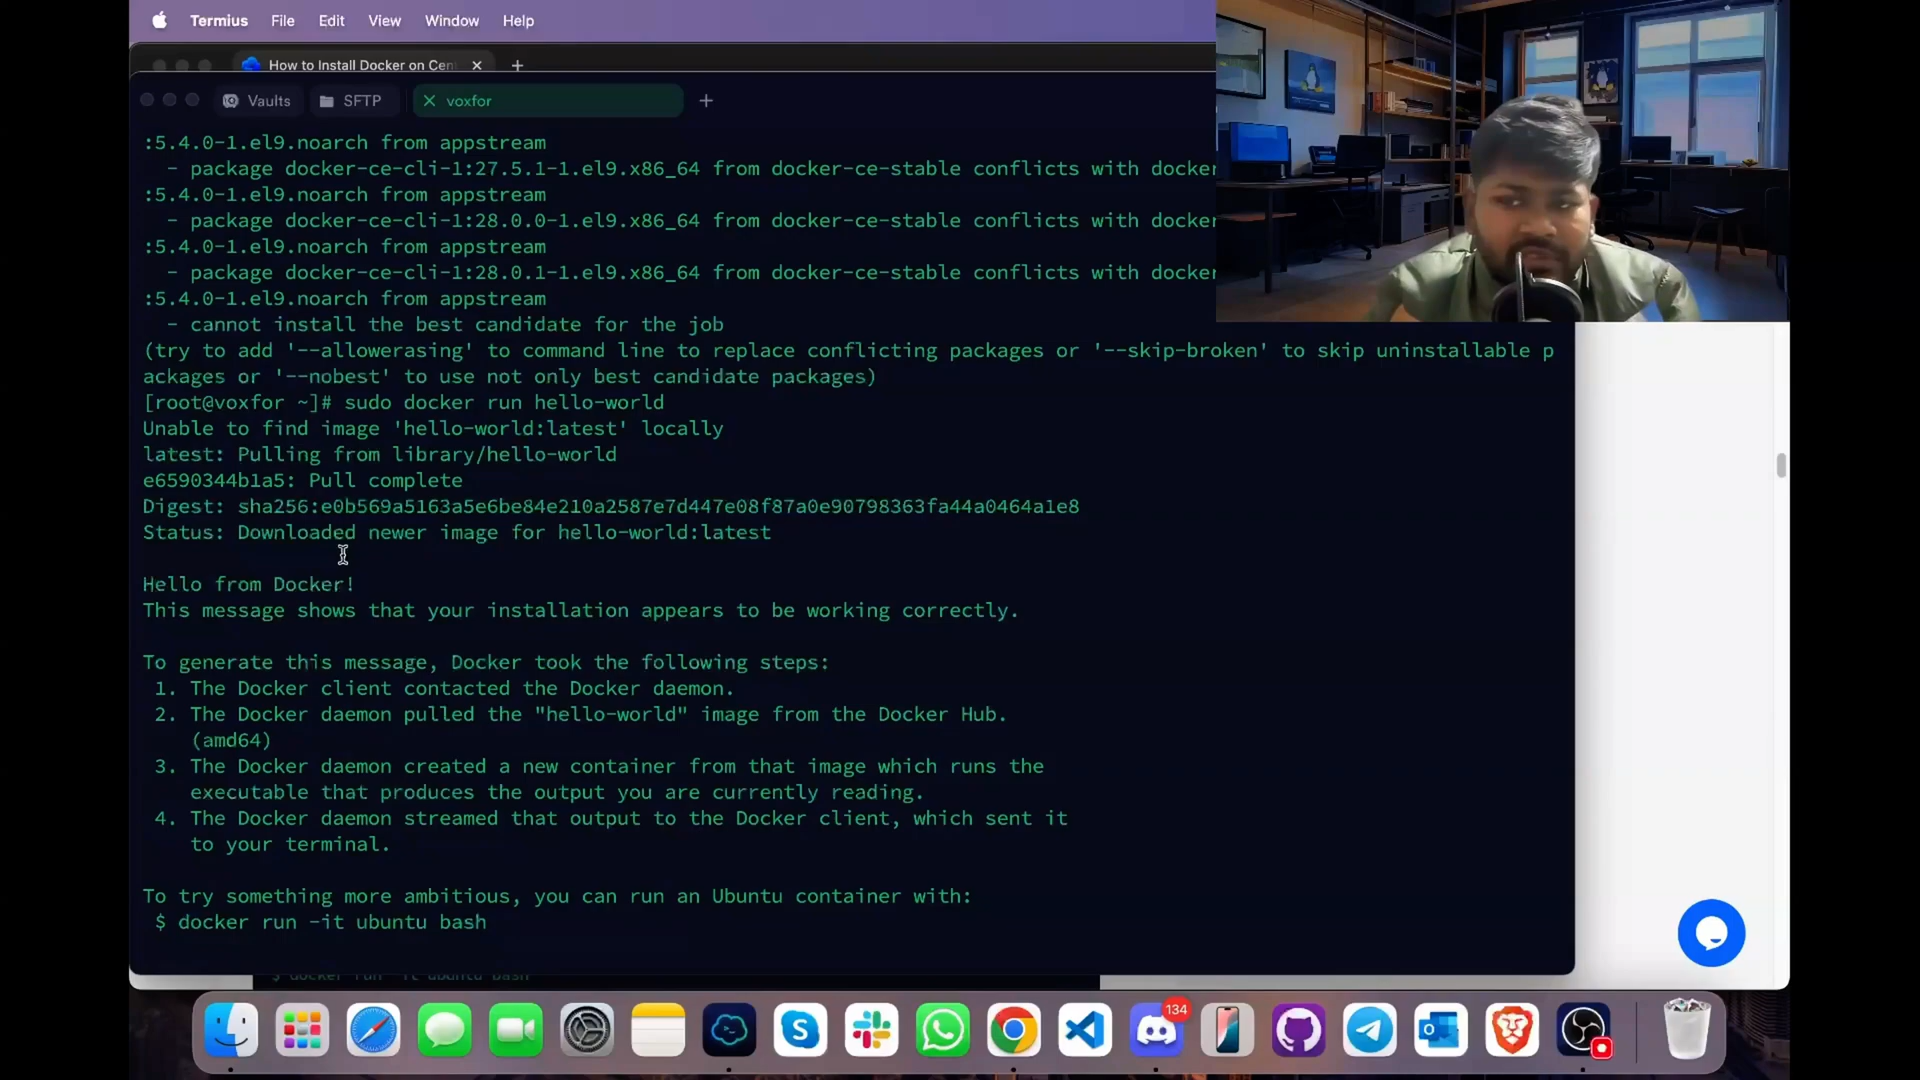 Termius File Edit View Window Help
How to Install Docker on Cen
Vaults SFTP voxfor
:5.4.0-1.el9.noarch from appstream
- package docker-ce-cli-1:27.5.1-1.el9.x86_64 from docker-ce-stable conflicts with docker
:5.4.0-1.el9.noarch from appstream
- package docker-ce-cli-1:28.0.0-1.el9.x86_64 from docker-ce-stable conflicts with docker
:5.4.0-1.el9.noarch from appstream
- package docker-ce-cli-1:28.0.1-1.el9.x86_64 from docker-ce-stable conflicts with docker
:5.4.0-1.el9.noarch from appstream
- cannot install the best candidate for the job
(try to add '--allowerasing' to command line to replace conflicting packages or '--skip-broken' to skip uninstallable p
ackages or '--nobest' to use not only best candidate packages)
[root@voxfor ~]# sudo docker run hello-world
Unable to find image 'hello-world:latest' locally
latest: Pulling from library/hello-world
e6590344b1a5: Pull complete
Digest: sha256:e0b569a5163a5e6be84e210a2587e7d447e08f87a0e90798363fa44a0464a1e8
Status: Downloaded newer image for hello-world:latest
Hello from Docker!
This message shows that your installation appears to be working correctly.
To generate this message, Docker took the following steps:
1. The Docker client contacted the Docker daemon.
2. The Docker daemon pulled the "hello-world" image from the Docker Hub.
(amd64)
3. The Docker daemon created a new container from that image which runs the
executable that produces the output you are currently reading.
4. The Docker daemon streamed that output to the Docker client, which sent it
to your terminal.
To try something more ambitious, you can run an Ubuntu container with:
$ docker run -it ubuntu bash
$ docker run -it ubuntu bash
134